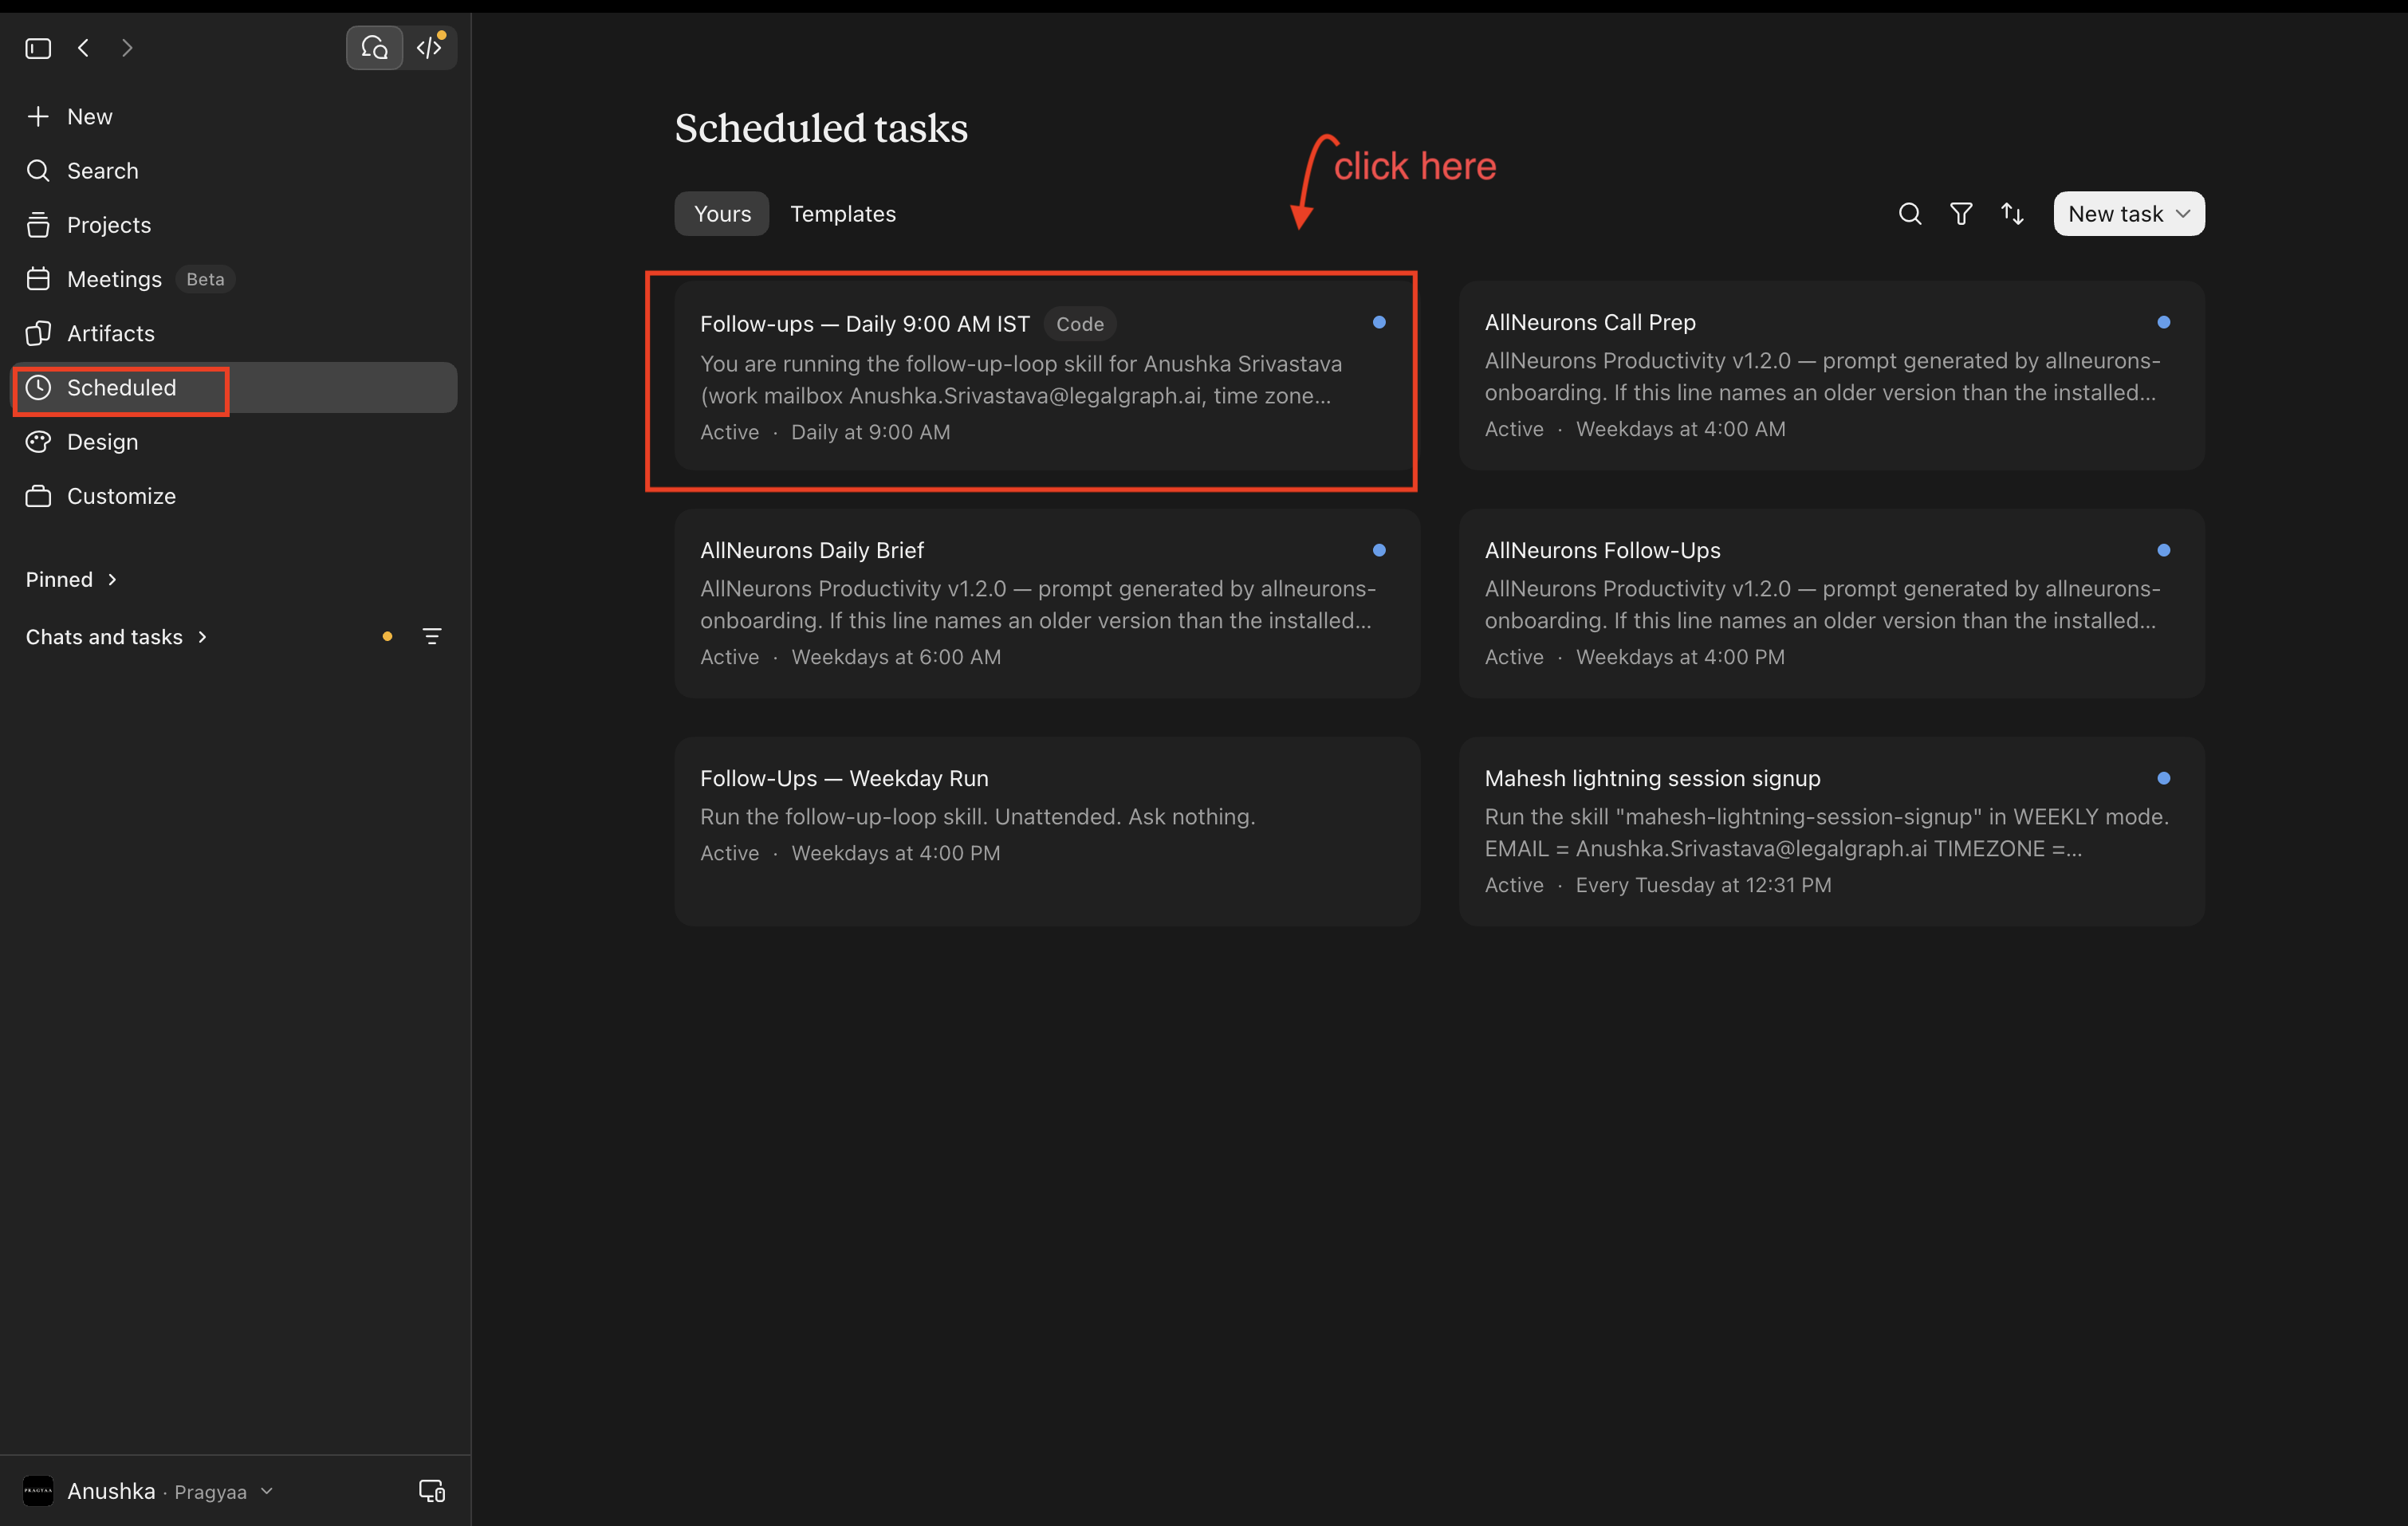 New
Search
Projects
Meetings Beta
Artifacts
Scheduled
Design
Customize
Pinned
Chats and tasks
PRAGYAA
Anushka · Pragyaa
Scheduled tasks
click here
Yours Templates
New task
Follow-ups — Daily 9:00 AM IST Code
You are running the follow-up-loop skill for Anushka Srivastava
(work mailbox Anushka.Srivastava@legalgraph.ai, time zone...
Active · Daily at 9:00 AM
AllNeurons Call Prep
AllNeurons Productivity v1.2.0 — prompt generated by allneurons-
onboarding. If this line names an older version than the installed...
Active · Weekdays at 4:00 AM
AllNeurons Daily Brief
AllNeurons Productivity v1.2.0 — prompt generated by allneurons-
onboarding. If this line names an older version than the installed...
Active · Weekdays at 6:00 AM
AllNeurons Follow-Ups
AllNeurons Productivity v1.2.0 — prompt generated by allneurons-
onboarding. If this line names an older version than the installed...
Active · Weekdays at 4:00 PM
Follow-Ups — Weekday Run
Run the follow-up-loop skill. Unattended. Ask nothing.
Active · Weekdays at 4:00 PM
Mahesh lightning session signup
Run the skill "mahesh-lightning-session-signup" in WEEKLY mode.
EMAIL = Anushka.Srivastava@legalgraph.ai TIMEZONE =...
Active · Every Tuesday at 12:31 PM